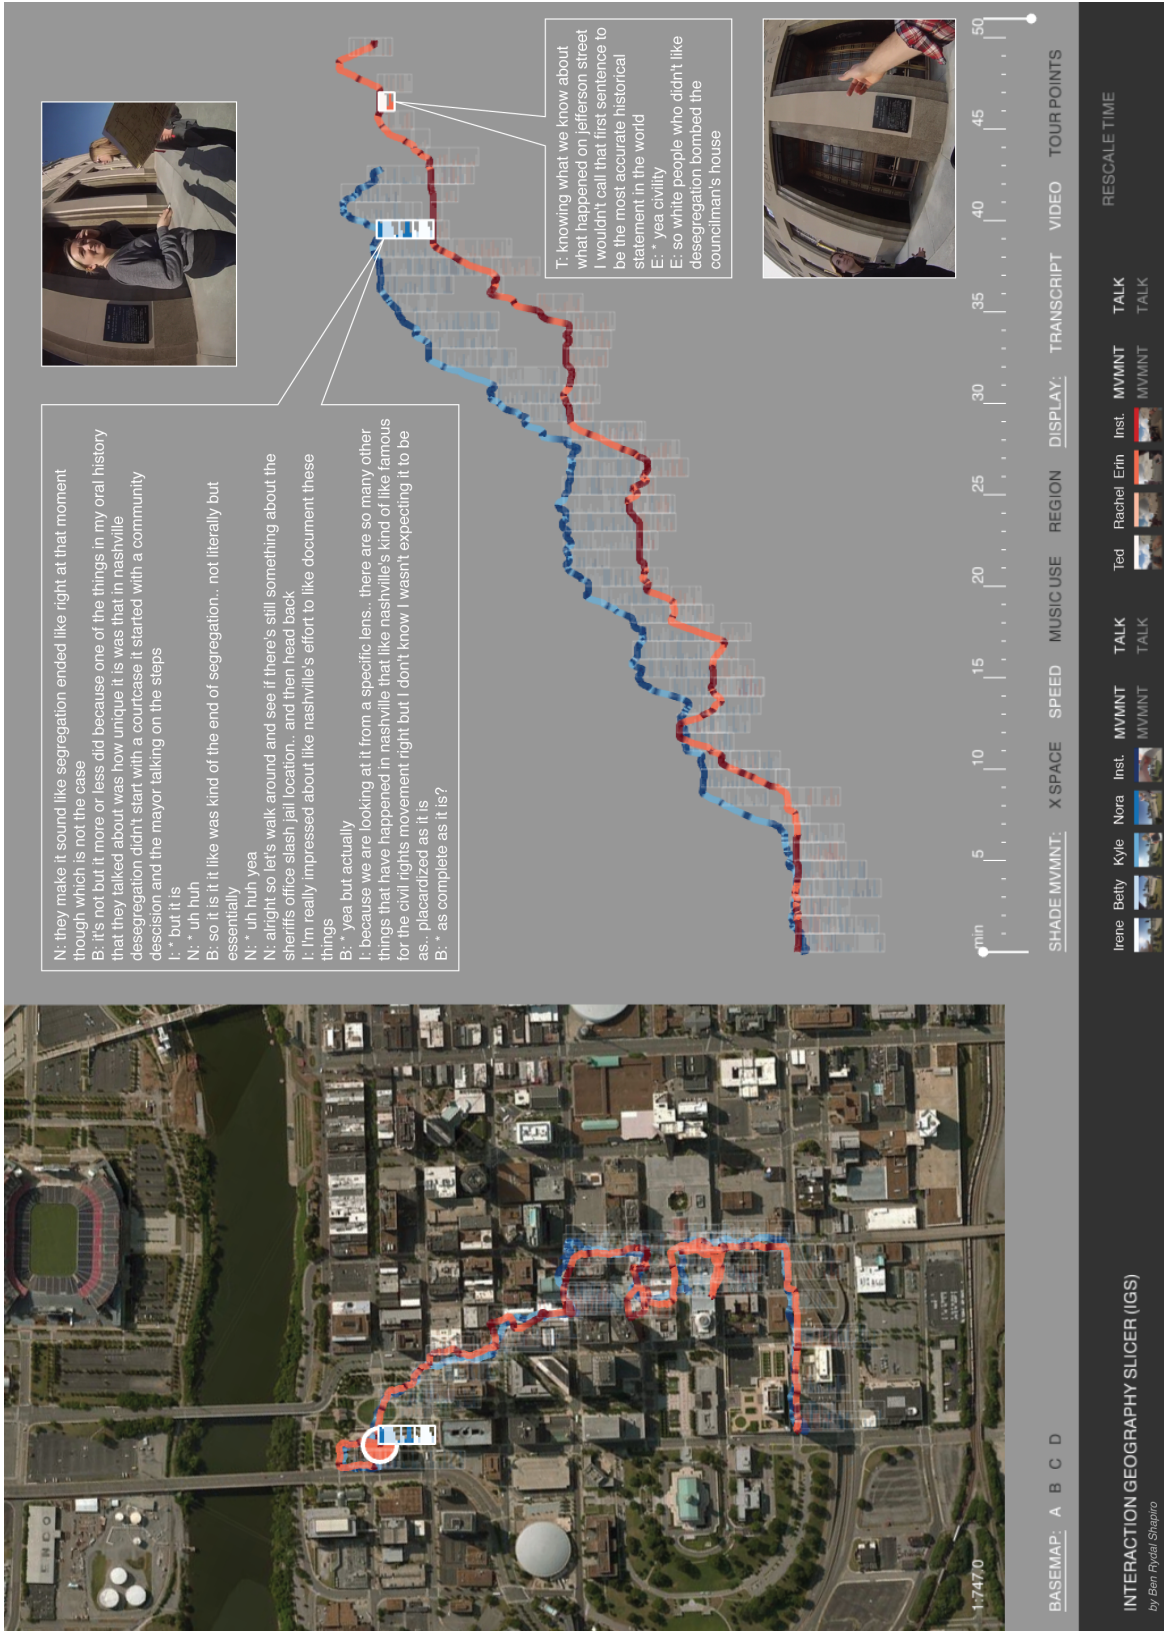 N: they make it sound like segregation ended like right at that moment
though which is not the case
B: it's not but it more or less did because one of the things in my oral history
that they talked about was how unique it is was that in nashville
desegregation didn't start with a courtcase it started with a community
descision and the mayor talking on the steps
I: * but it is
N: * uh huh
B: so it is it like was kind of the end of segregation.. not literally but
essentially
N: * uh huh yea
N: alright so let's walk around and see if there's still something about the
sheriffs office slash jail location.. and then head back
I: I'm really impressed about like nashville's effort to like document these
things
B: * yea but actually
I: because we are looking at it from a specific lens.. there are so many other
things that have happened in nashville that like nashville's kind of like famous
for the civil rights movement right but I don't know I wasn't expecting it to be
as.. placardized as it is
B: * as complete as it is?
T: knowing what we know about
what happened on jefferson street
I wouldn't call that first sentence to
be the most accurate historical
statement in the world
E: * yea civility
E: so white people who didn't like
desegregation bombed the
councilman's house
min 5 10 15 20 25 30 35 40 45 50
1:747.0
BASEMAP: A B C D
SHADE MVMNT: X SPACE SPEED MUSIC USE REGION DISPLAY: TRANSCRIPT VIDEO TOUR POINTS
RESCALE TIME
INTERACTION GEOGRAPHY SLICER (IGS)
by Ben Rydal Shapiro
Irene Betty Kyle Nora Inst. MVMNT TALK
MVMNT TALK
Ted Rachel Erin Inst. MVMNT TALK
MVMNT TALK